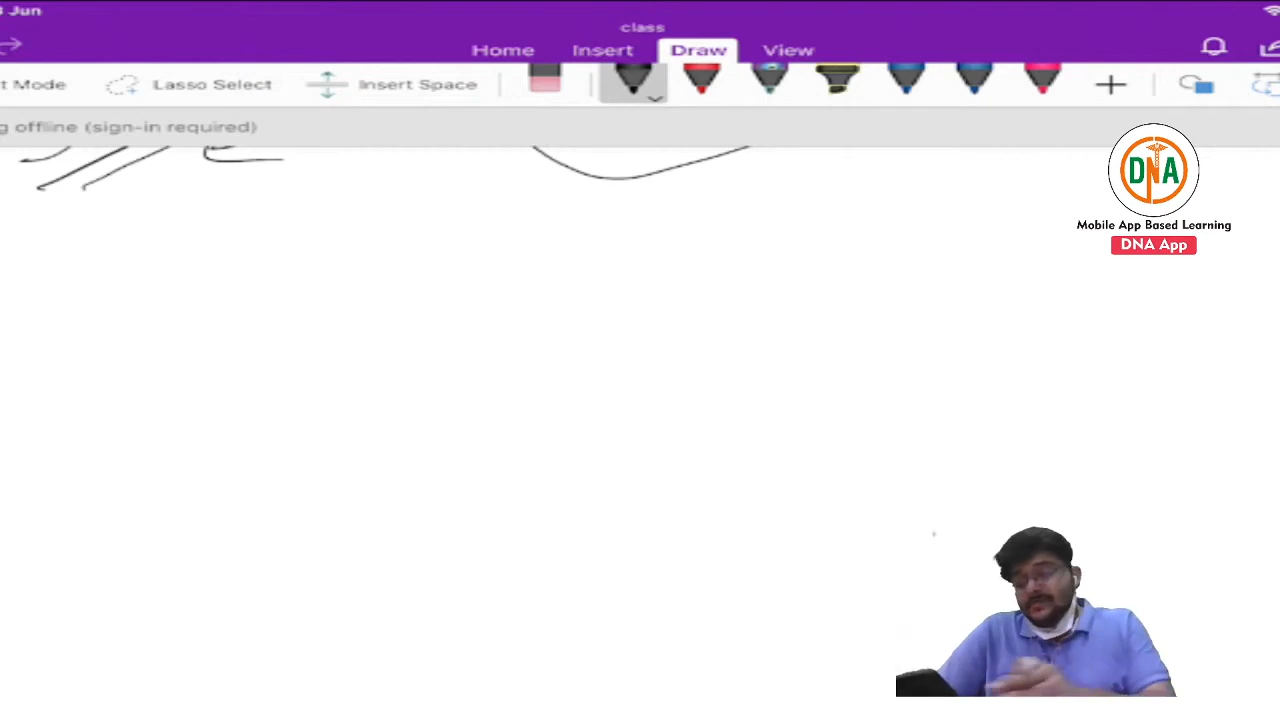 3 Jun
class
Home Insert Draw View
t Mode Lasso Select Insert Space
g offline (sign-in required)
DNA
Mobile App Based Learning
DNA App